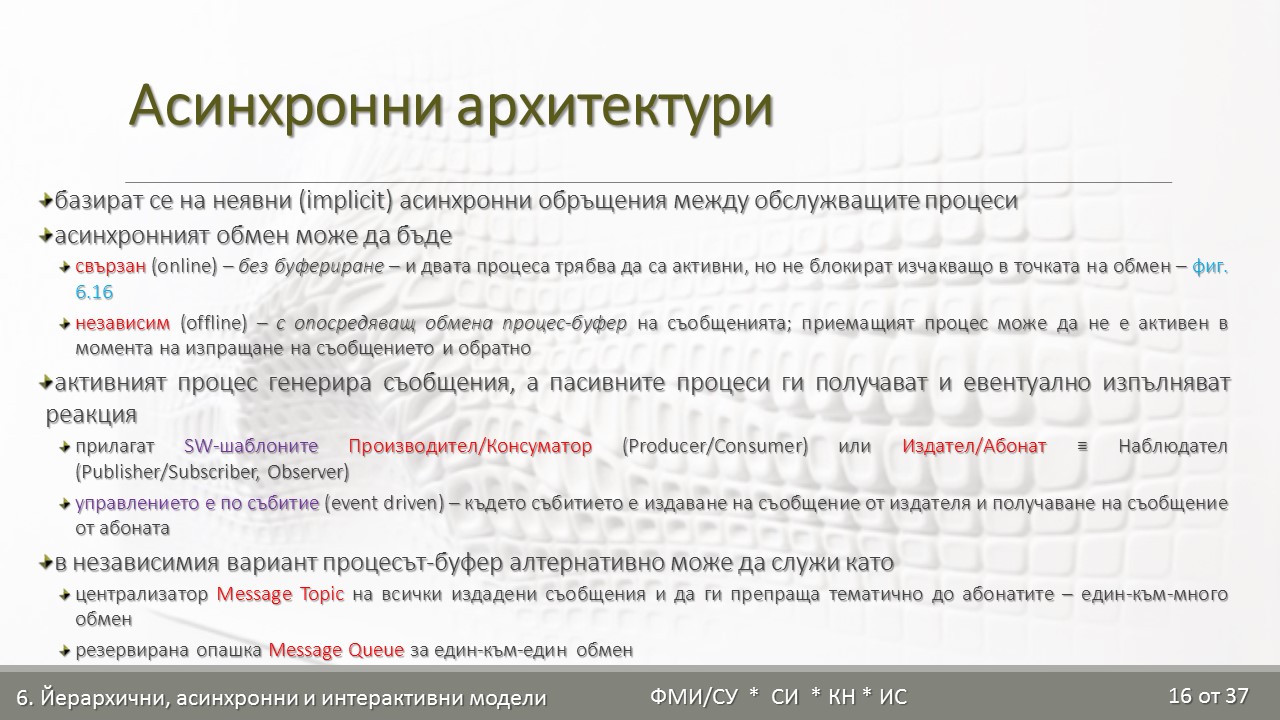 Асинхронни архитектури
базират се на неявни (implicit) асинхронни обръщения между обслужващите процеси
асинхронният обмен може да бъде
свързан (online) – без буфериране – и двата процеса трябва да са активни, но не блокират изчакващо в точката на обмен – фиг.
6.16
независим (offline) – с опосредяващ обмена процес-буфер на съобщенията; приемащият процес може да не е активен в
момента на изпращане на съобщението и обратно
активният процес генерира съобщения, а пасивните процеси ги получават и евентуално изпълняват
реакция
прилагат SW-шаблоните Производител/Консуматор (Producer/Consumer) или Издател/Абонат ≡ Наблюдател
(Publisher/Subscriber, Observer)
управлението е по събитие (event driven) – където събитието е издаване на съобщение от издателя и получаване на съобщение
от абоната
в независимия вариант процесът-буфер алтернативно може да служи като
централизатор Message Topic на всички издадени съобщения и да ги препраща тематично до абонатите – един-към-много
обмен
резервирана опашка Message Queue за един-към-един обмен
6. Йерархични, асинхронни и интерактивни модели
ФМИ/СУ * СИ * КН * ИС
16 от 37